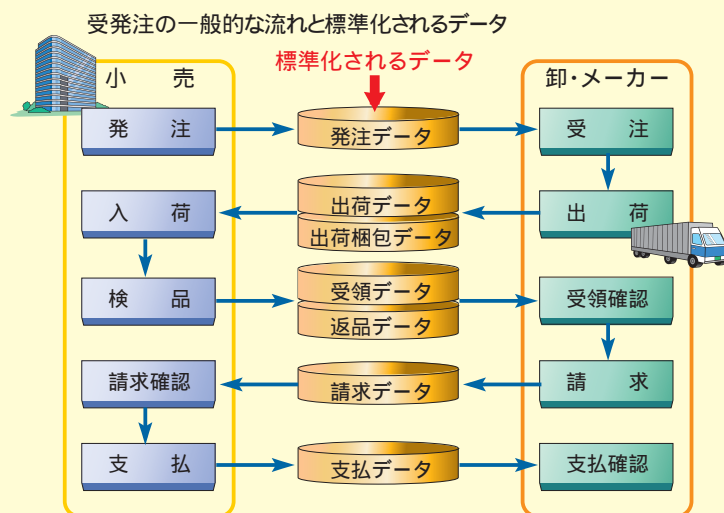 受発注の一般的な流れと標準化されるデータ
標準化されるデータ
小 売
卸・メーカー
発 注
発注データ
受 注
入 荷
出荷データ
出荷梱包データ
出 荷
検 品
受領データ
返品データ
受領確認
請求確認
請求データ
請 求
支 払
支払データ
支払確認